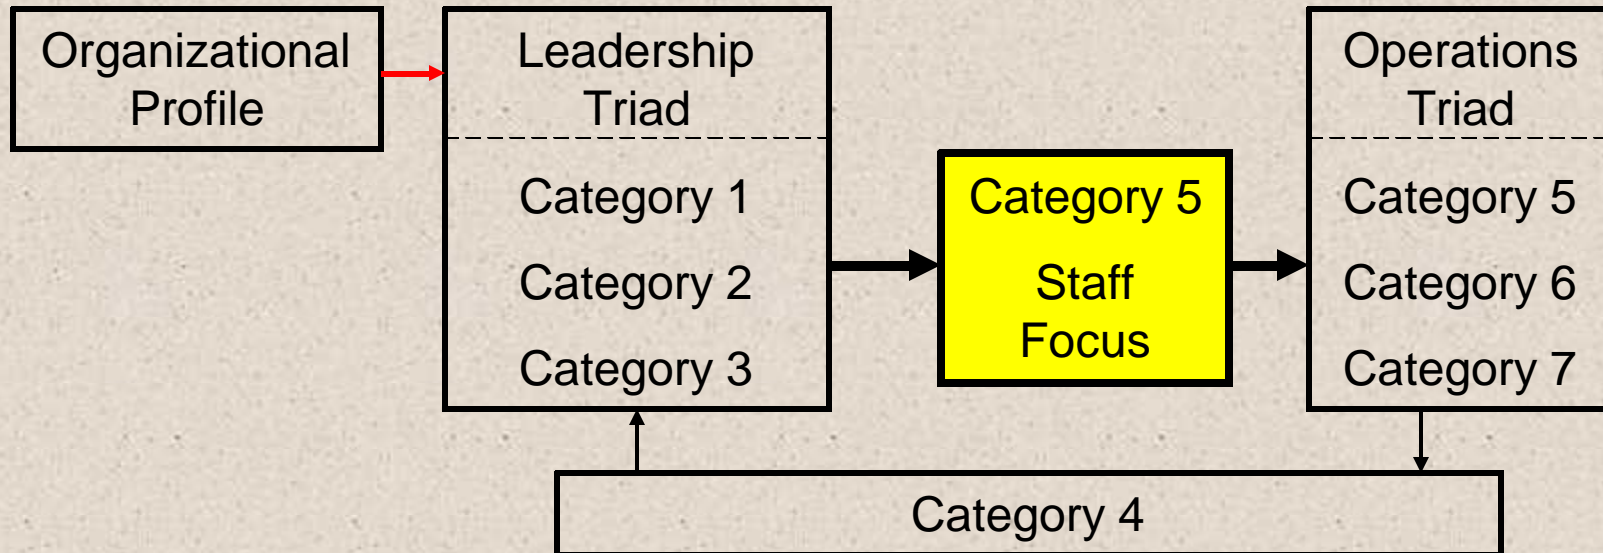 Organizational
Profile
Leadership
Triad
Category 1
Category 2
Category 3
Category 5
Staff
Focus
Operations
Triad
Category 5
Category 6
Category 7
Category 4